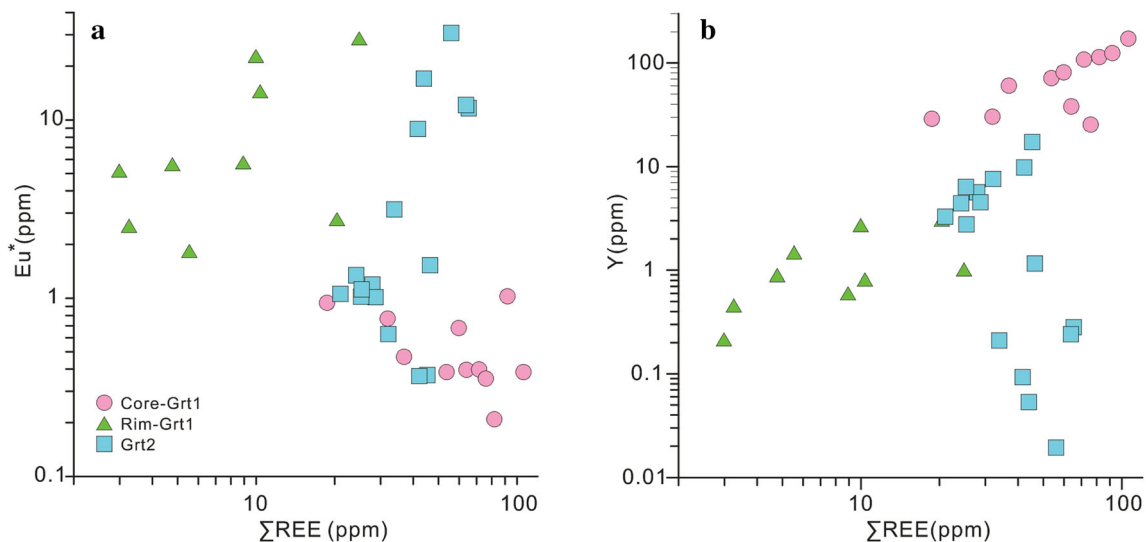 a
10
1
0.1
Eu*(ppm)
Core-Grt1
Rim-Grt1
Grt2
10
100
∑REE (ppm)
b
100
10
1
0.1
0.01
Y(ppm)
10
100
∑REE(ppm)